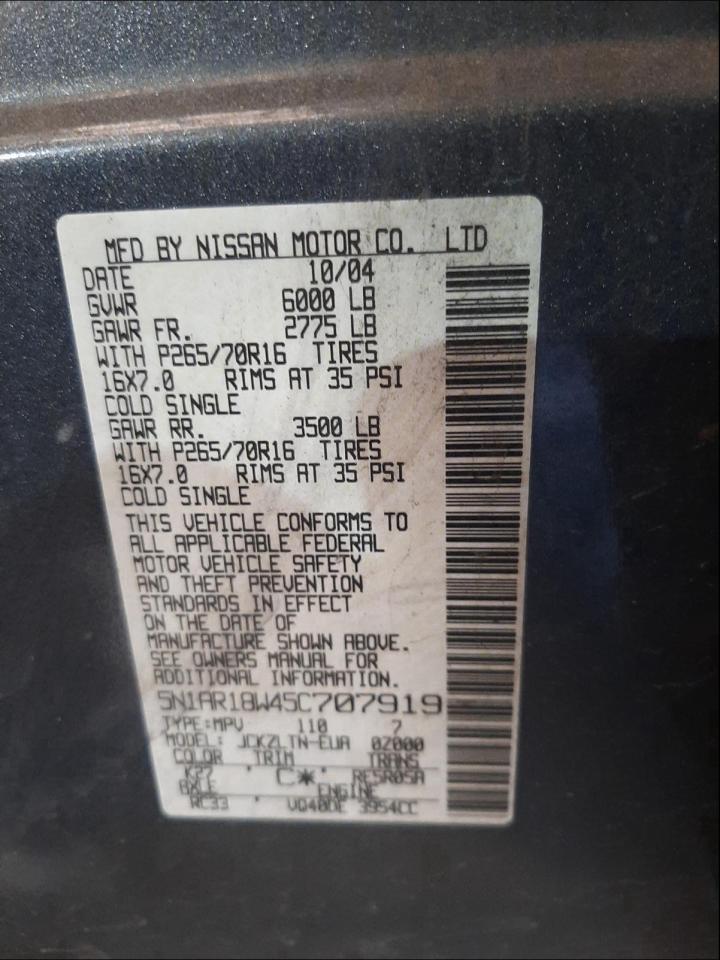 MFD BY NISSAN MOTOR CO. LTD
DATE 10/04
GVWR 6000 LB
GAWR FR. 2775 LB
WITH P265/70R16 TIRES
16X7.0 RIMS AT 35 PSI
COLD SINGLE
GAWR RR. 3500 LB
WITH P265/70R16 TIRES
16X7.0 RIMS AT 35 PSI
COLD SINGLE
THIS VEHICLE CONFORMS TO
ALL APPLICABLE FEDERAL
MOTOR VEHICLE SAFETY
AND THEFT PREVENTION
STANDARDS IN EFFECT
ON THE DATE OF
MANUFACTURE SHOWN ABOVE.
SEE OWNERS MANUAL FOR
ADDITIONAL INFORMATION.
5N1AR18W45C707919
TYPE:MPV 110 7
MODEL: JCKZLTN-EUA 0Z000
COLOR TRIM TRANS
K27 C* RE5R05A
AXLE ENGINE
RC33 VQ40DE 3954CC